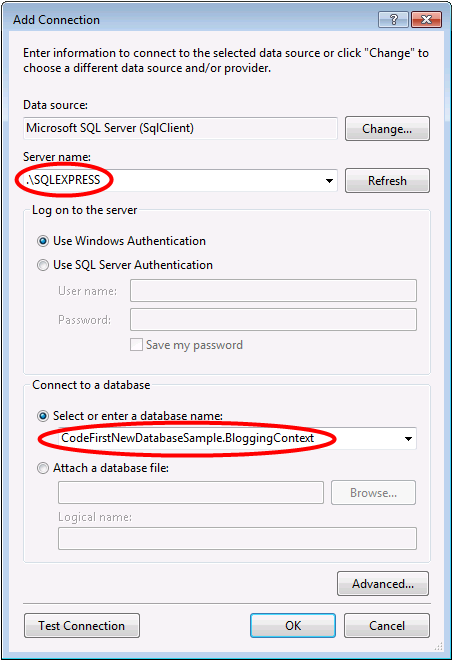 Add Connection
Enter information to connect to the selected data source or click "Change" to
choose a different data source and/or provider.
Data source:
Microsoft SQL Server (SqlClient)
Change...
Server name:
.\SQLEXPRESS
Refresh
Log on to the server
Use Windows Authentication
Use SQL Server Authentication
User name:
Password:
Save my password
Connect to a database
Select or enter a database name:
CodeFirstNewDatabaseSample.BloggingContext
Attach a database file:
Browse...
Logical name:
Advanced...
Test Connection
OK
Cancel